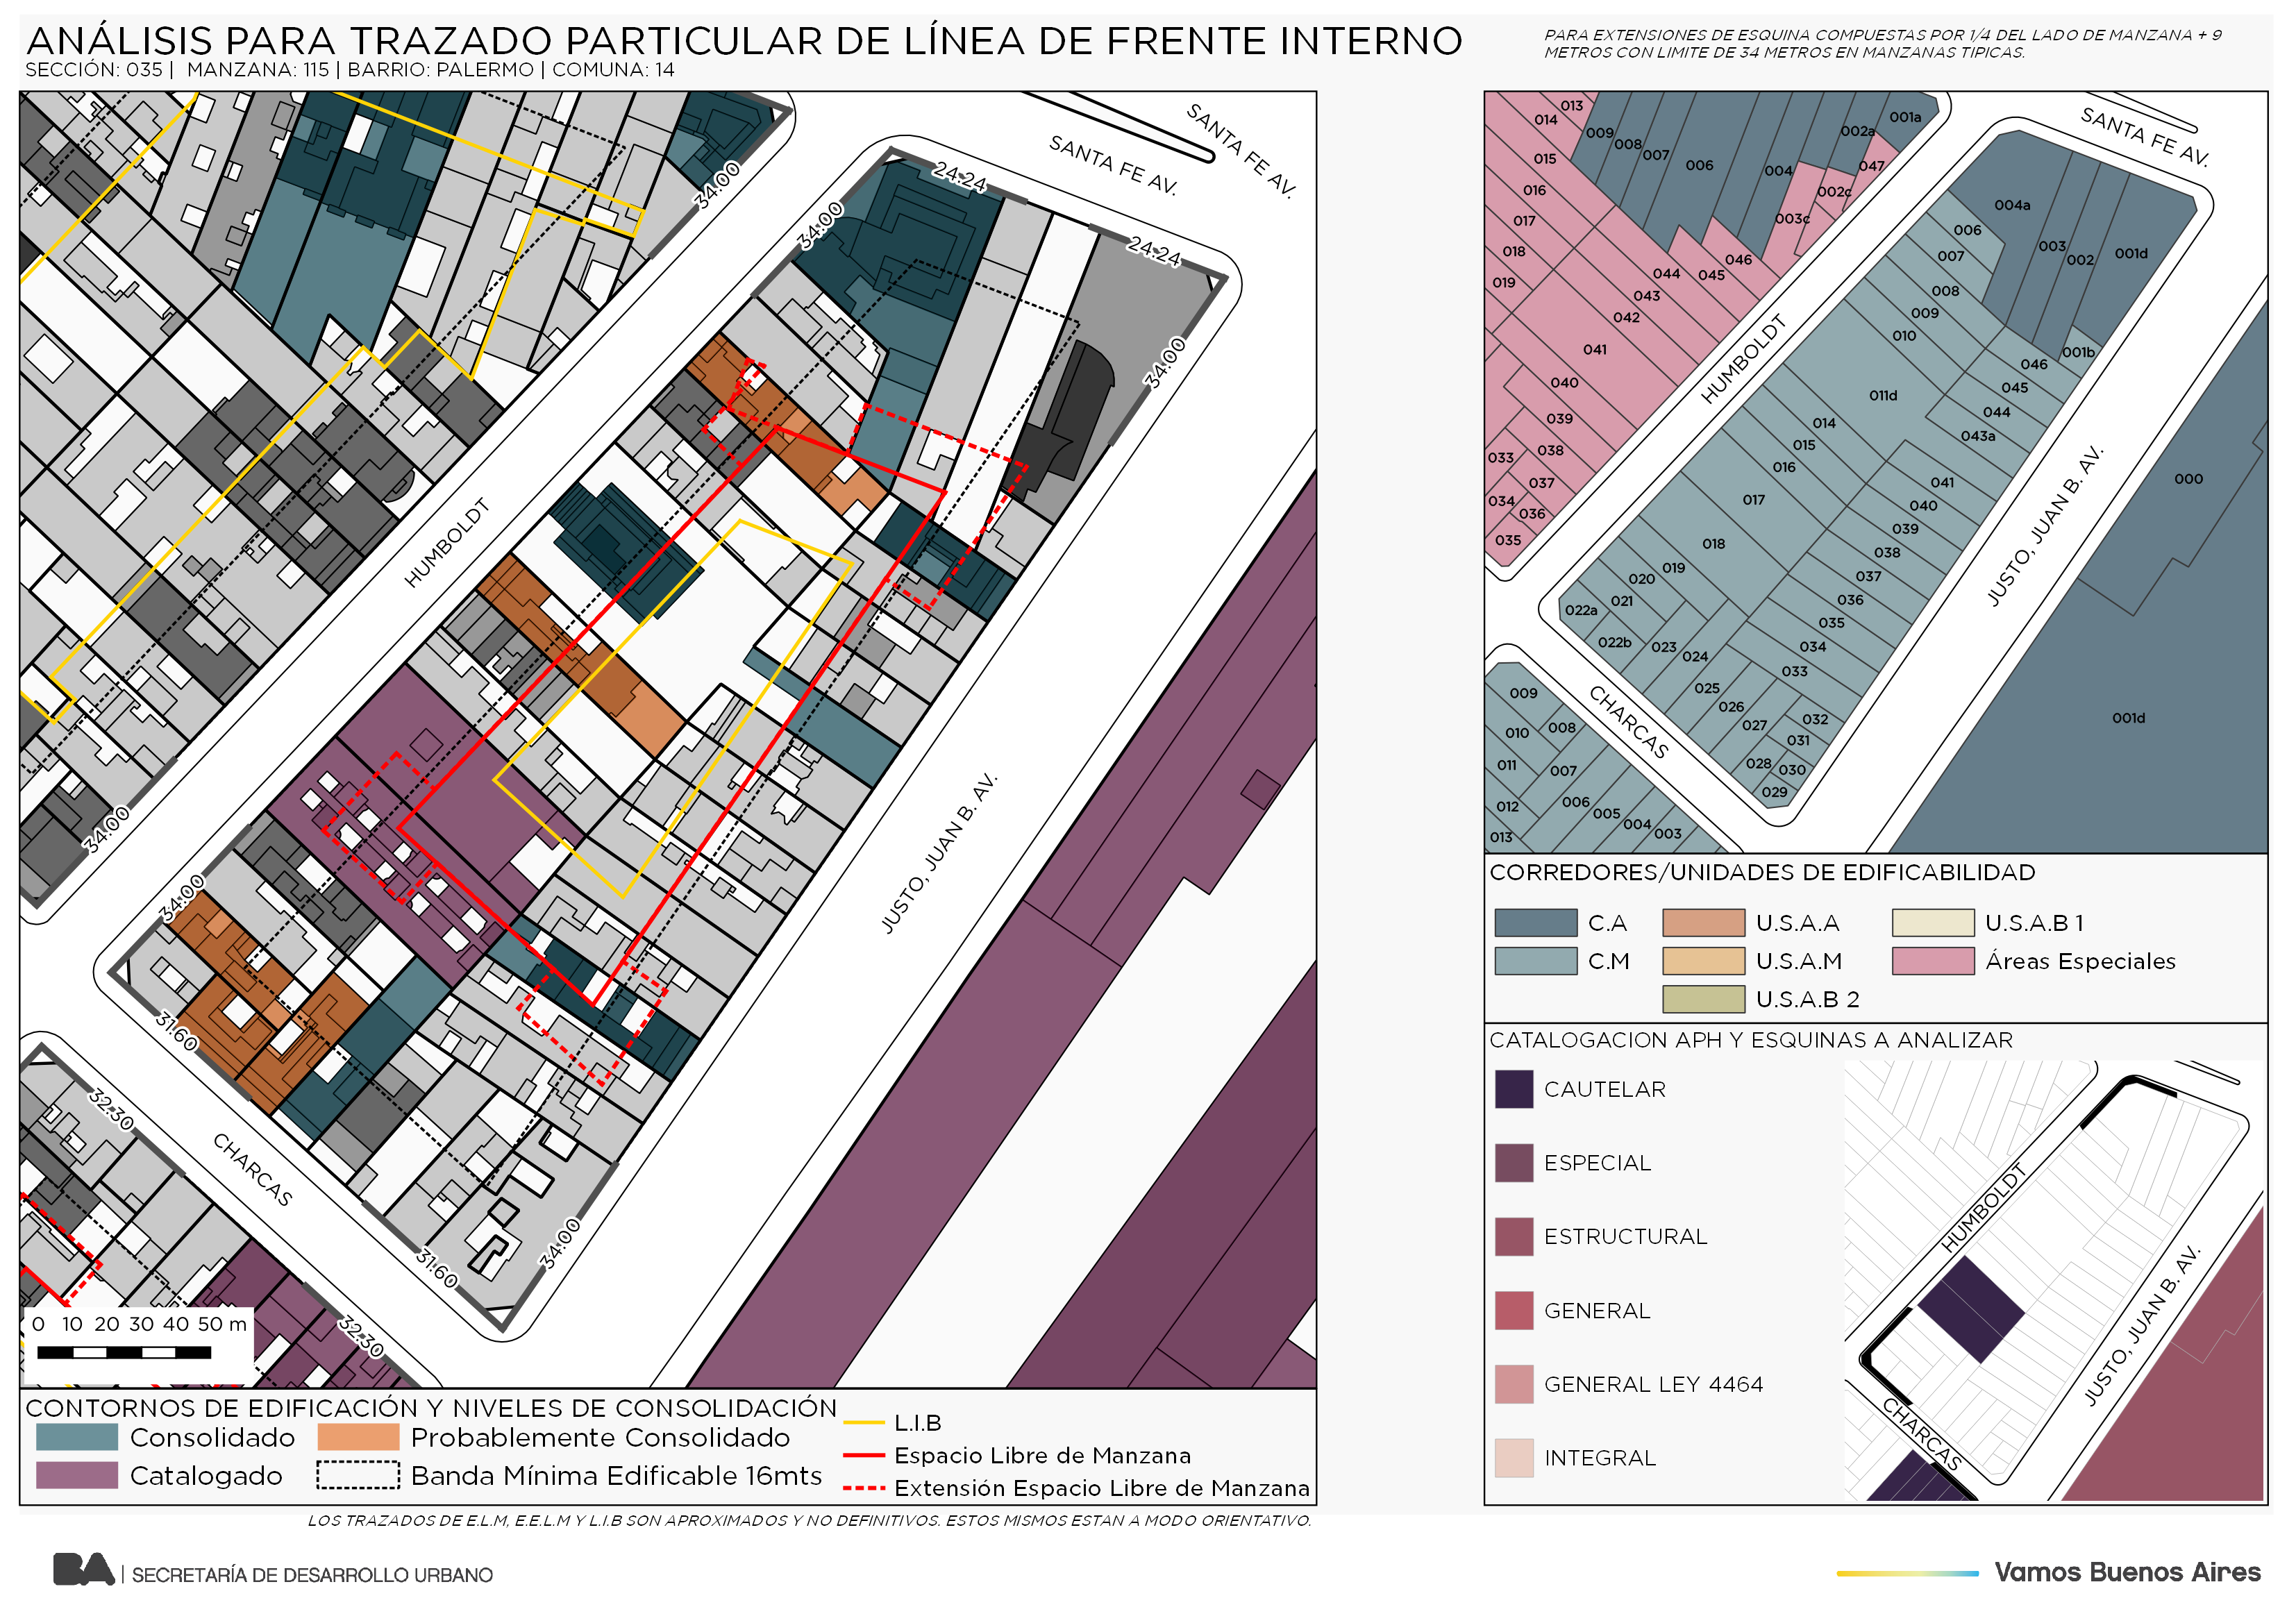 ANÁLISIS PARA TRAZADO PARTICULAR DE LÍNEA DE FRENTE INTERNO
SECCIÓN: 035 | MANZANA: 115 | BARRIO: PALERMO | COMUNA: 14
PARA EXTENSIONES DE ESQUINA COMPUESTAS POR 1/4 DEL LADO DE MANZANA + 9
METROS CON LIMITE DE 34 METROS EN MANZANAS TIPICAS.
SANTA FE AV.
SANTA FE AV.
34:00
24:24
34:00
24:24
34:00
HUMBOLDT
34:00
34:00
JUSTO, JUAN B. AV.
31:60
32:30
CHARCAS
31:60
34:00
32:30
0 10 20 30 40 50 m
CONTORNOS DE EDIFICACIÓN Y NIVELES DE CONSOLIDACIÓN
Consolidado
Probablemente Consolidado
Catalogado
Banda Mínima Edificable 16mts
L.I.B
Espacio Libre de Manzana
Extensión Espacio Libre de Manzana
LOS TRAZADOS DE E.L.M, E.E.L.M Y L.I.B SON APROXIMADOS Y NO DEFINITIVOS. ESTOS MISMOS ESTAN A MODO ORIENTATIVO.
SANTA FE AV.
HUMBOLDT
JUSTO, JUAN B. AV.
CHARCAS
013
014
009
008
007
006
004
002a
001a
047
002c
003c
015
016
017
018
019
046
045
044
043
042
041
040
039
038
033
037
034
036
035
004a
003
002
001d
006
007
008
009
010
011d
001b
046
045
044
043a
014
015
016
017
018
041
040
039
038
037
036
035
034
033
019
020
021
022a
022b
023
024
025
026
027
032
031
028
030
029
000
001d
009
010
008
011
007
012
006
005
004
003
013
CORREDORES/UNIDADES DE EDIFICABILIDAD
C.A
U.S.A.A
U.S.A.B 1
C.M
U.S.A.M
Áreas Especiales
U.S.A.B 2
CATALOGACION APH Y ESQUINAS A ANALIZAR
CAUTELAR
ESPECIAL
ESTRUCTURAL
GENERAL
GENERAL LEY 4464
INTEGRAL
HUMBOLDT
JUSTO, JUAN B. AV.
CHARCAS
BA | SECRETARÍA DE DESARROLLO URBANO
Vamos Buenos Aires